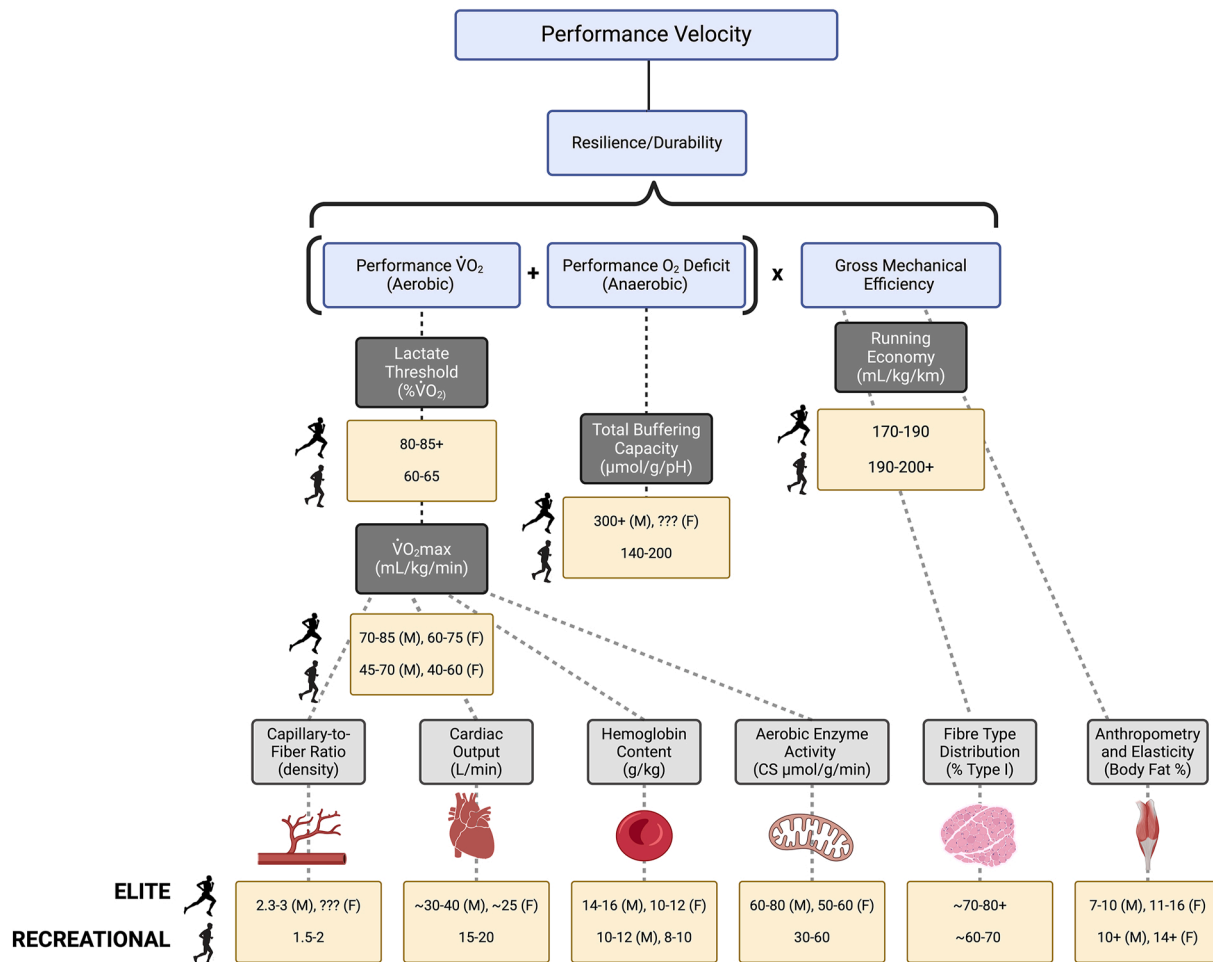 Performance Velocity
Resilience/Durability
Performance V̇O₂
(Aerobic)
+
Performance O₂ Deficit
(Anaerobic)
x
Gross Mechanical
Efficiency
Lactate
Threshold
(%V̇O₂)
80-85+
60-65
Total Buffering
Capacity
(µmol/g/pH)
300+ (M), ??? (F)
140-200
Running
Economy
(mL/kg/km)
170-190
190-200+
V̇O₂max
(mL/kg/min)
70-85 (M), 60-75 (F)
45-70 (M), 40-60 (F)
Capillary-to-
Fiber Ratio
(density)
Cardiac
Output
(L/min)
Hemoglobin
Content
(g/kg)
Aerobic Enzyme
Activity
(CS µmol/g/min)
Fibre Type
Distribution
(% Type I)
Anthropometry
and Elasticity
(Body Fat %)
ELITE
2.3-3 (M), ??? (F)
~30-40 (M), ~25 (F)
14-16 (M), 10-12 (F)
60-80 (M), 50-60 (F)
~70-80+
7-10 (M), 11-16 (F)
RECREATIONAL
1.5-2
15-20
10-12 (M), 8-10
30-60
~60-70
10+ (M), 14+ (F)